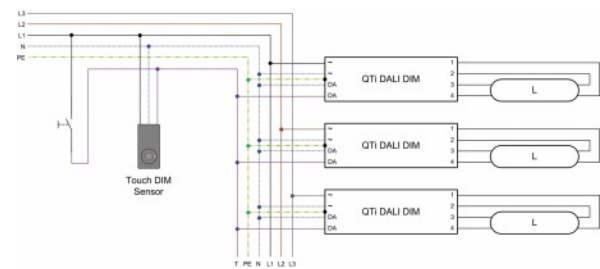 L3
L2
L1
N
PE
~ QTi DALI DIM 1
~ 2
DA 3
DA 4
L
Touch DIM
Sensor
~ QTi DALI DIM 1
~ 2
DA 3
DA 4
L
~ QTi DALI DIM 1
~ 2
DA 3
DA 4
L
T PE N L1 L2 L3